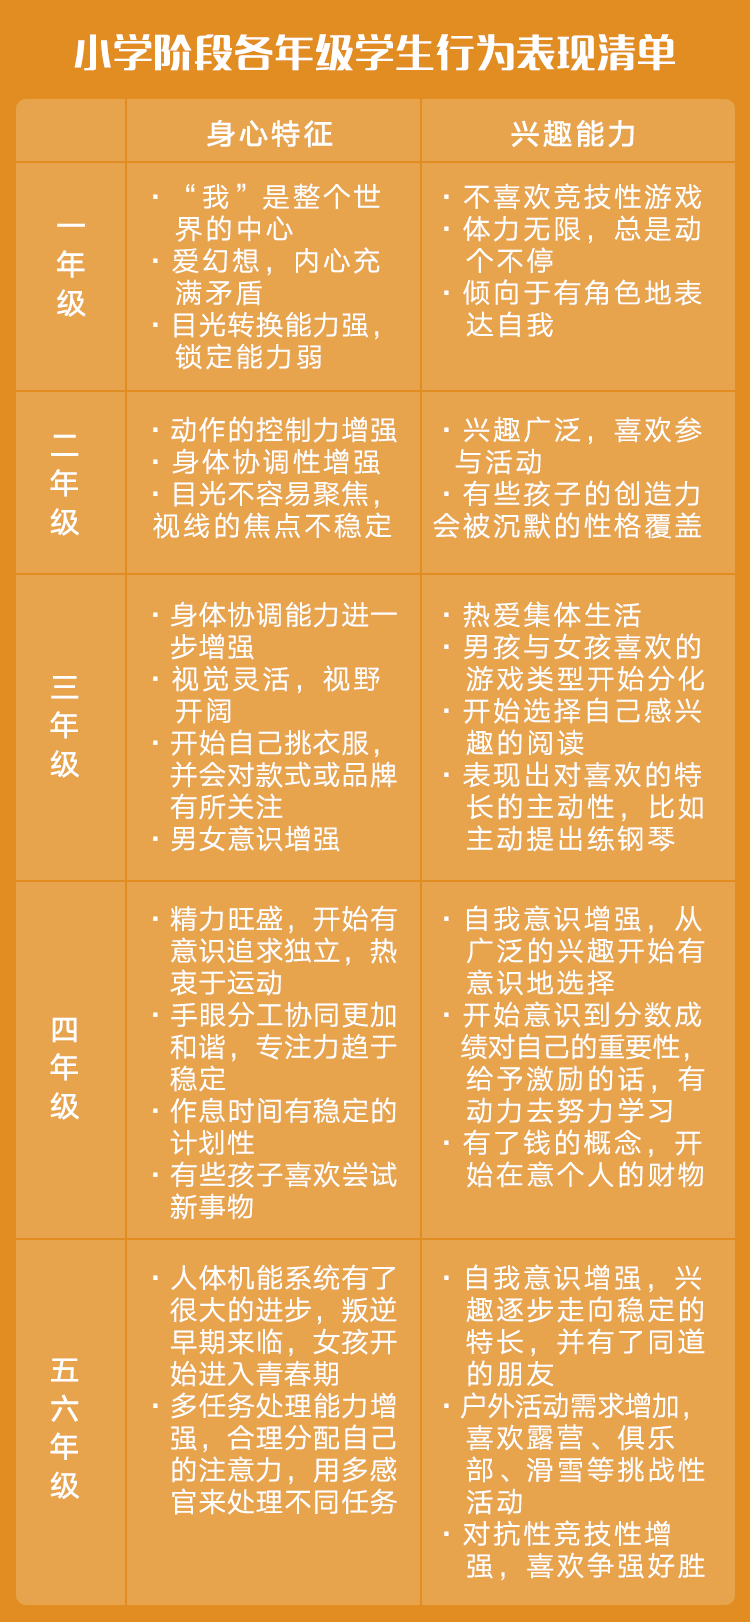 小学阶段各年级学生行为表现清单
身心特征
兴趣能力
一年级
· “我”是整个世
界的中心
· 爱幻想，内心充
满矛盾
· 目光转换能力强，
锁定能力弱
· 不喜欢竞技性游戏
· 体力无限，总是动
个不停
· 倾向于有角色地表
达自我
二年级
· 动作的控制力增强
· 身体协调性增强
· 目光不容易聚焦，
视线的焦点不稳定
· 兴趣广泛，喜欢参
与活动
· 有些孩子的创造力
会被沉默的性格覆盖
三年级
· 身体协调能力进一
步增强
· 视觉灵活，视野
开阔
· 开始自己挑衣服，
并会对款式或品牌
有所关注
· 男女意识增强
· 热爱集体生活
· 男孩与女孩喜欢的
游戏类型开始分化
· 开始选择自己感兴
趣的阅读
· 表现出对喜欢的特
长的主动性，比如
主动提出练钢琴
四年级
· 精力旺盛，开始有
意识追求独立，热
衷于运动
· 手眼分工协同更加
和谐，专注力趋于
稳定
· 作息时间有稳定的
计划性
· 有些孩子喜欢尝试
新事物
· 自我意识增强，从
广泛的兴趣开始有
意识地选择
· 开始意识到分数成
绩对自己的重要性，
给予激励的话，有
动力去努力学习
· 有了钱的概念，开
始在意个人的财物
五六年级
· 人体机能系统有了
很大的进步，叛逆
早期来临，女孩开
始进入青春期
· 多任务处理能力增
强，合理分配自己
的注意力，用多感
官来处理不同任务
· 自我意识增强，兴
趣逐步走向稳定的
特长，并有了同道
的朋友
· 户外活动需求增加，
喜欢露营、俱乐
部、滑雪等挑战性
活动
· 对抗性竞技性增
强，喜欢争强好胜